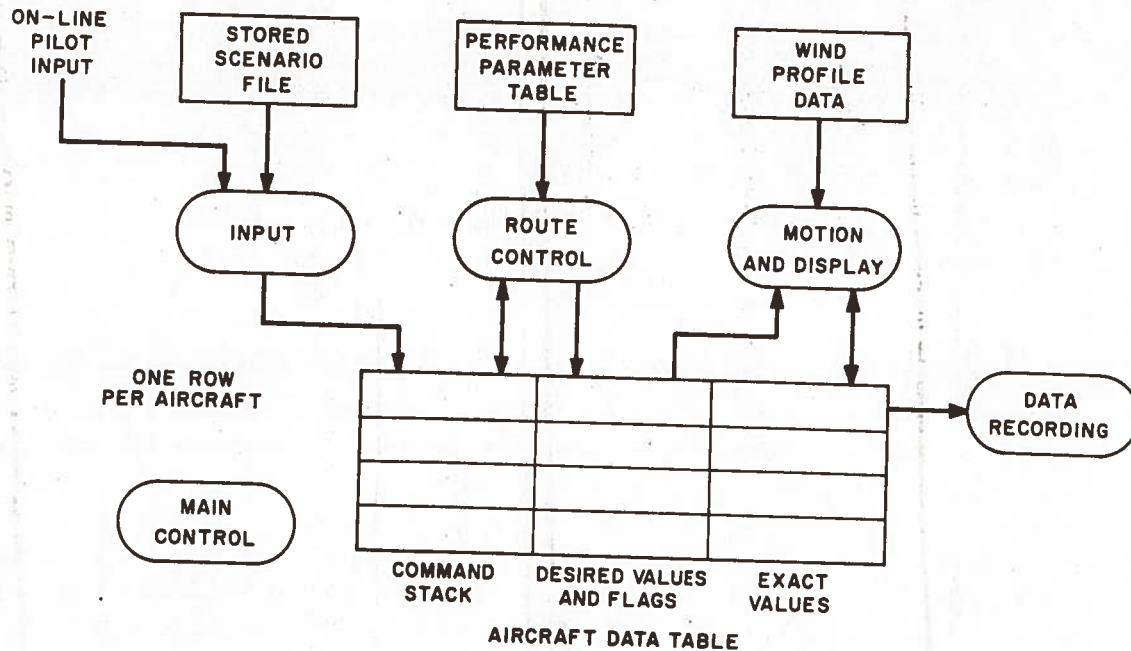 ON-LINE
PILOT
INPUT
STORED
SCENARIO
FILE
PERFORMANCE
PARAMETER
TABLE
WIND
PROFILE
DATA
INPUT
ROUTE
CONTROL
MOTION
AND DISPLAY
ONE ROW
PER AIRCRAFT
DATA
RECORDING
MAIN
CONTROL
COMMAND
STACK
DESIRED VALUES
AND FLAGS
EXACT
VALUES
AIRCRAFT DATA TABLE